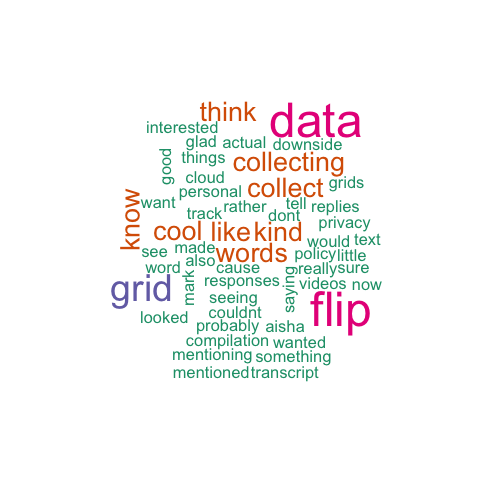 think
data
interested
glad
actual
downside
good
things
collecting
cloud
personal
collect
grids
want
rather
tell
replies
know
track
dont
privacy
cool
like
kind
would
text
see
made
words
policy
little
word
also
cause
really
sure
grid
mark
responses
saying
videos
now
seeing
flip
looked
couldnt
probably
aisha
compilation
wanted
mentioning
something
mentioned
transcript